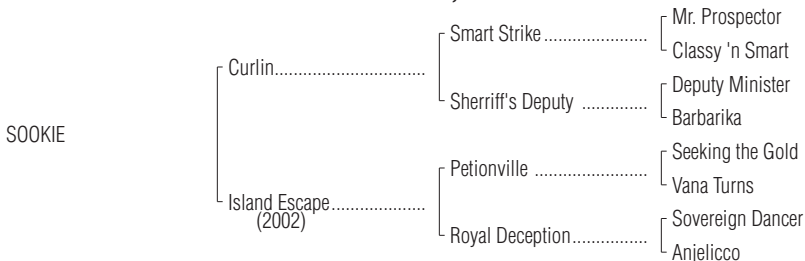 Mr. Prospector
Smart Strike......................
Classy 'n Smart
Curlin................................
Deputy Minister
Sherriff's Deputy ..............
Barbarika
SOOKIE
Seeking the Gold
Petionville ........................
Vana Turns
Island Escape....................
(2002)
Sovereign Dancer
Royal Deception................
Anjelicco